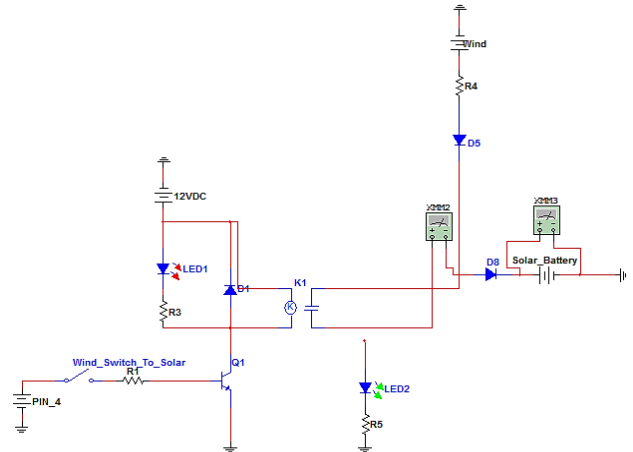 Wind
R4
D5
12VDC
XMM2
XMM3
LED1
D1
K1
K
D8
Solar_Battery
R3
Wind_Switch_To_Solar
R1
Q1
PIN_4
LED2
R5